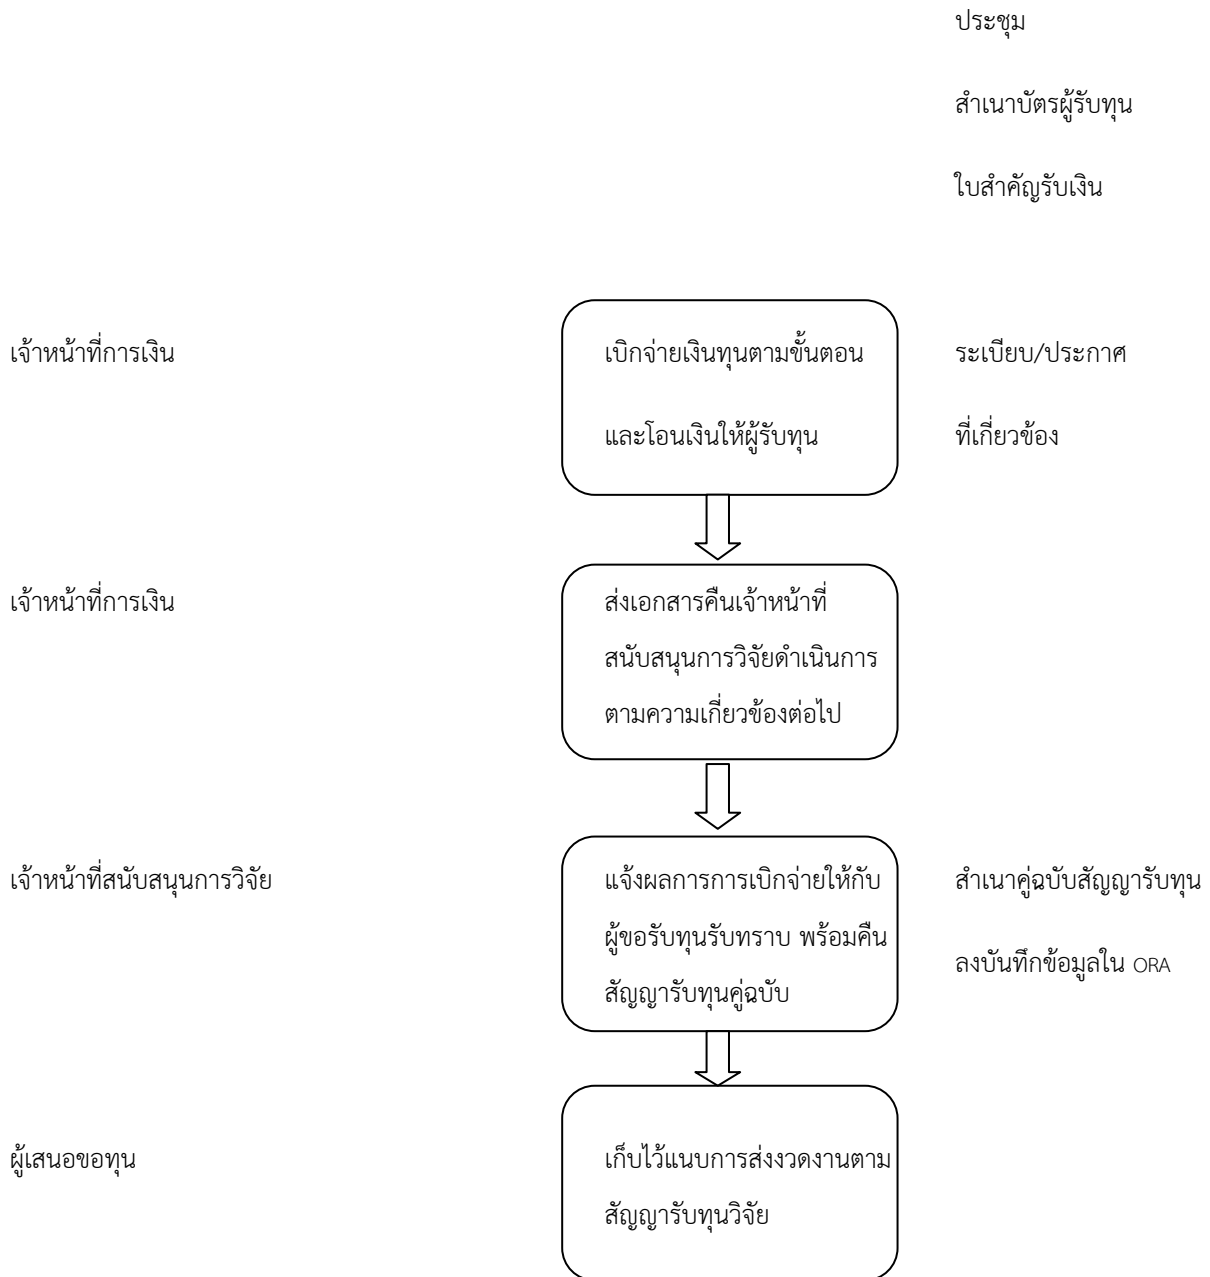 ประชุม
สำเนาบัตรผู้รับทุน
ใบสำคัญรับเงิน
เจ้าหน้าที่การเงิน
เบิกจ่ายเงินทุนตามขั้นตอน
และโอนเงินให้ผู้รับทุน
ระเบียบ/ประกาศ
ที่เกี่ยวข้อง
เจ้าหน้าที่การเงิน
ส่งเอกสารคืนเจ้าหน้าที่
สนับสนุนการวิจัยดำเนินการ
ตามความเกี่ยวข้องต่อไป
เจ้าหน้าที่สนับสนุนการวิจัย
แจ้งผลการการเบิกจ่ายให้กับ
ผู้ขอรับทุนรับทราบ พร้อมคืน
สัญญารับทุนคู่ฉบับ
สำเนาคู่ฉบับสัญญารับทุน
ลงบันทึกข้อมูลใน ORA
ผู้เสนอขอทุน
เก็บไว้แนบการส่งงวดงานตาม
สัญญารับทุนวิจัย